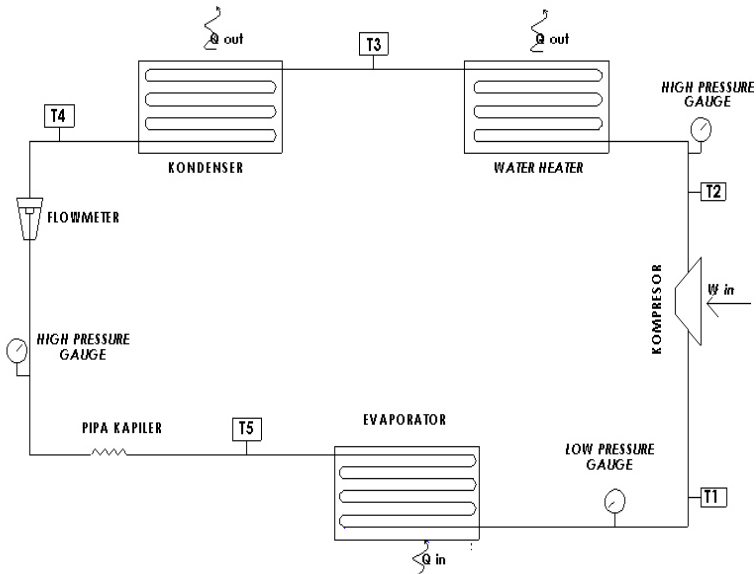 Q out
T3
Q out
HIGH PRESSURE
GAUGE
T4
KONDENSER
WATER HEATER
T2
FLOWMETER
KOMPRESOR
W in
HIGH PRESSURE
GAUGE
PIPA KAPILER
T5
EVAPORATOR
LOW PRESSURE
GAUGE
T1
Q in